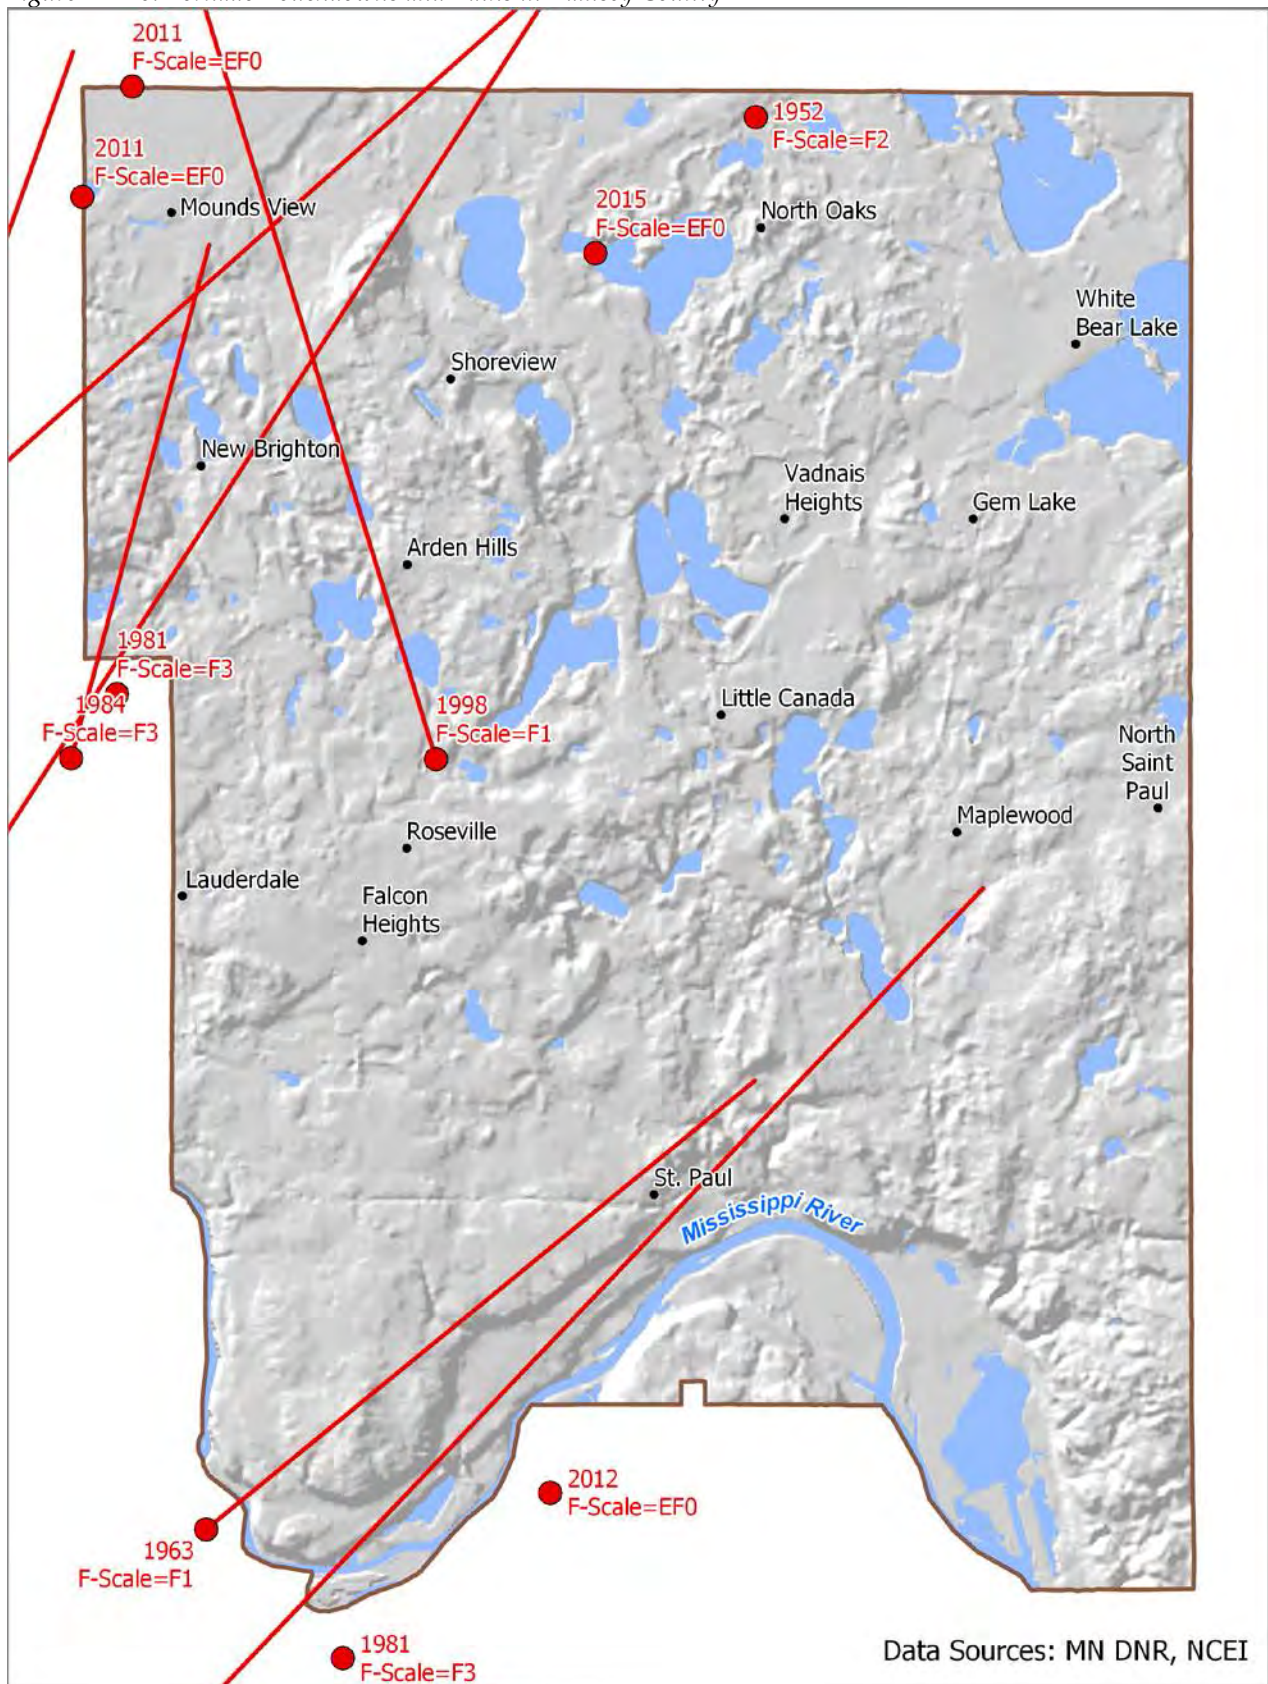 2011
F-Scale=EF0
1952
F-Scale=F2
2011
F-Scale=EF0
Mounds View
2015
F-Scale=EF0
North Oaks
White
Bear Lake
Shoreview
New Brighton
Vadnais
Heights
Gem Lake
Arden Hills
1981
F-Scale=F3
1984
F-Scale=F3
1998
F-Scale=F1
Little Canada
North
Saint
Paul
Maplewood
Roseville
Lauderdale
Falcon
Heights
St. Paul
Mississippi River
2012
F-Scale=EF0
1963
F-Scale=F1
1981
F-Scale=F3
Data Sources: MN DNR, NCEI